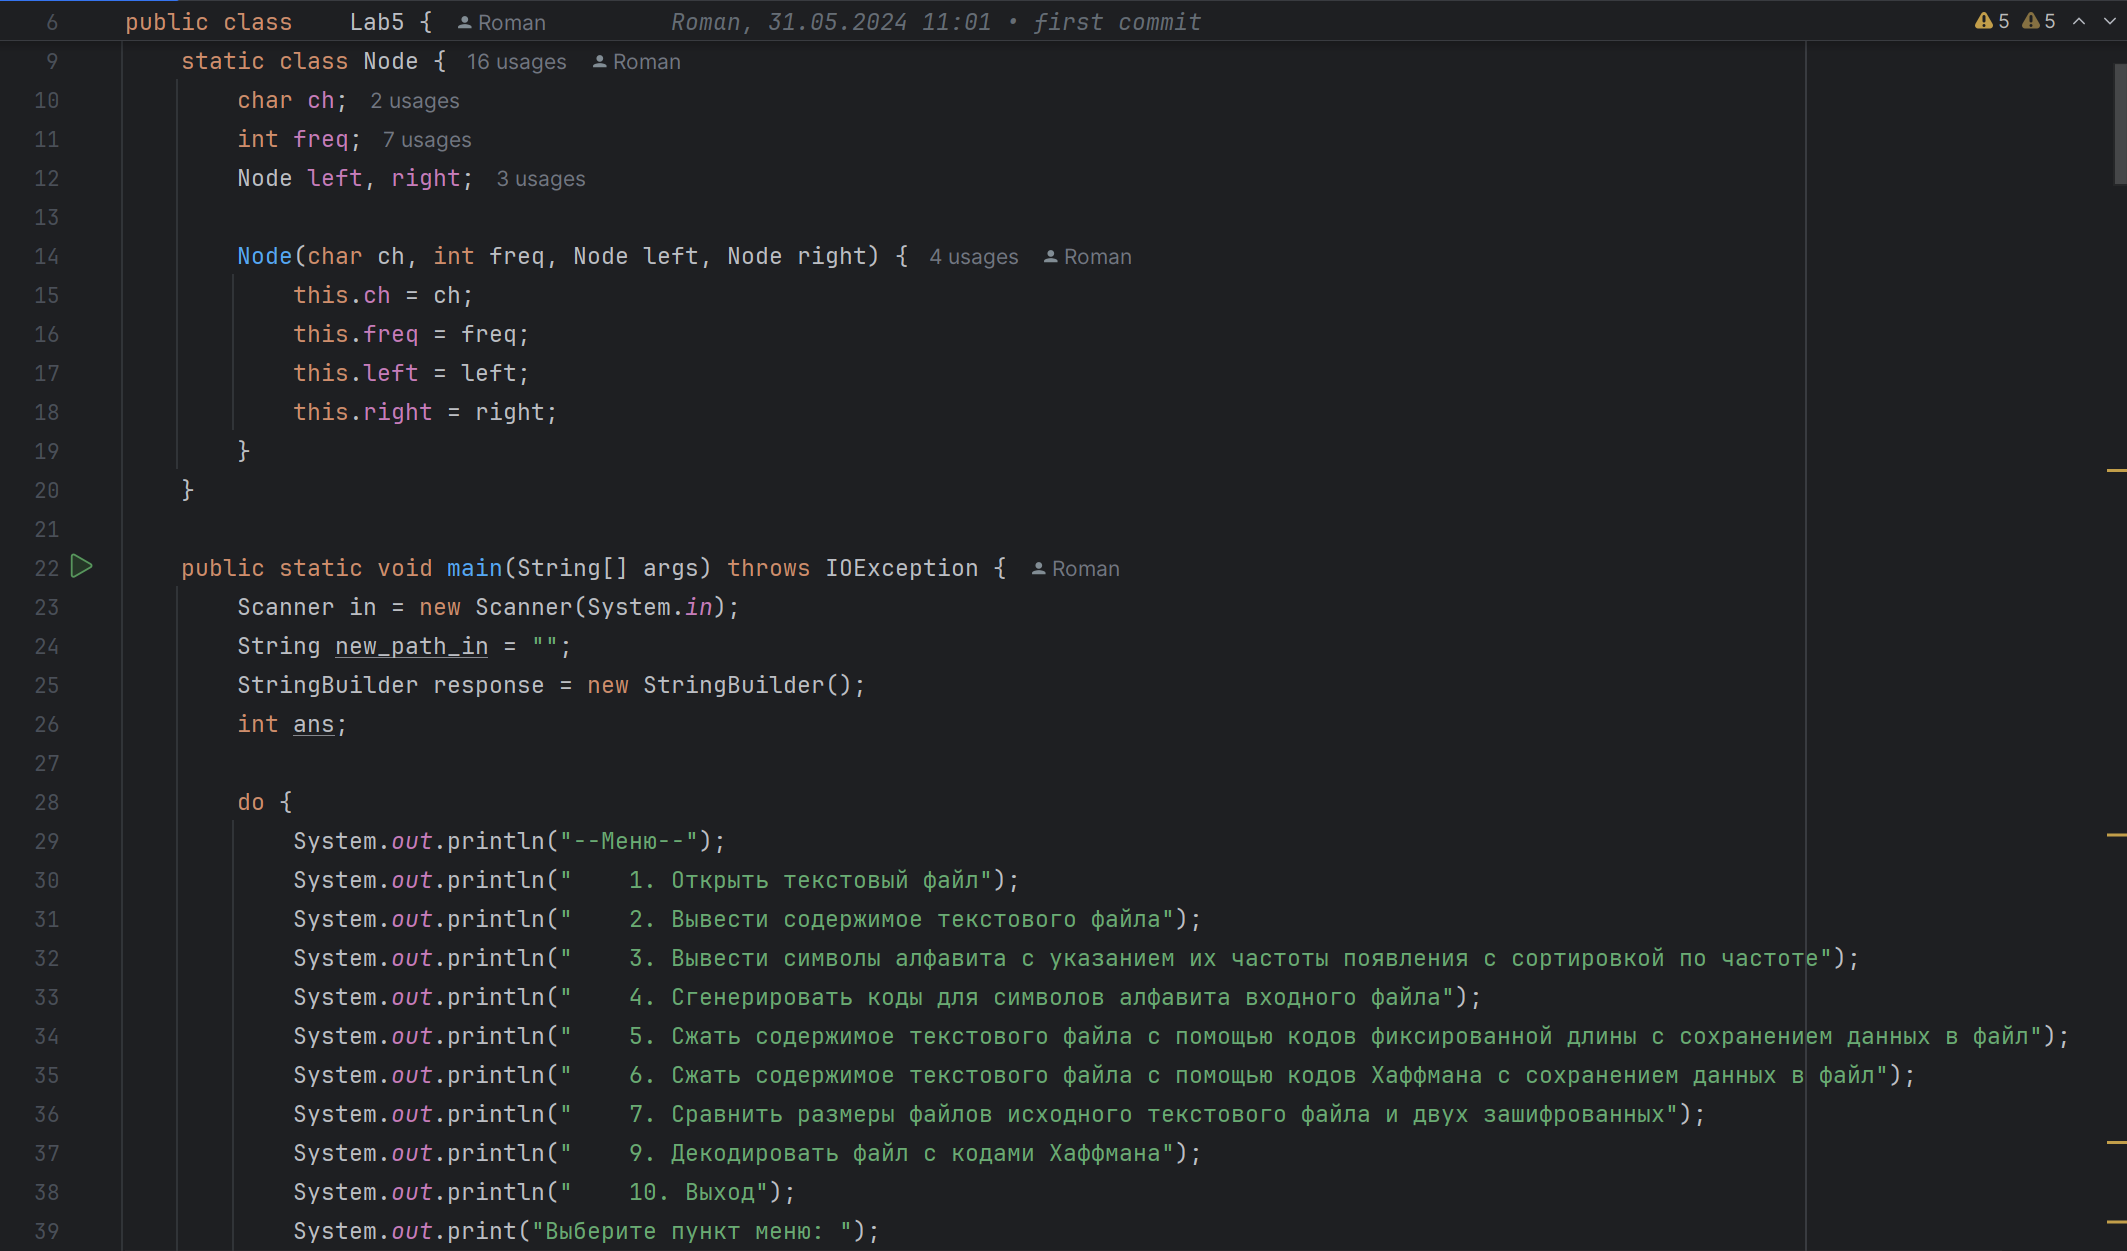 6 public class    Lab5 { Roman Roman, 31.05.2024 11:01 • first commit 5 5
9     static class Node { 16 usages Roman
10         char ch; 2 usages
11         int freq; 7 usages
12         Node left, right; 3 usages
13
14         Node(char ch, int freq, Node left, Node right) { 4 usages Roman
15             this.ch = ch;
16             this.freq = freq;
17             this.left = left;
18             this.right = right;
19         }
20     }
21
22     public static void main(String[] args) throws IOException { Roman
23         Scanner in = new Scanner(System.in);
24         String new_path_in = "";
25         StringBuilder response = new StringBuilder();
26         int ans;
27
28         do {
29             System.out.println("--Меню--");
30             System.out.println("    1. Открыть текстовый файл");
31             System.out.println("    2. Вывести содержимое текстового файла");
32             System.out.println("    3. Вывести символы алфавита с указанием их частоты появления с сортировкой по частоте");
33             System.out.println("    4. Сгенерировать коды для символов алфавита входного файла");
34             System.out.println("    5. Сжать содержимое текстового файла с помощью кодов фиксированной длины с сохранением данных в файл");
35             System.out.println("    6. Сжать содержимое текстового файла с помощью кодов Хаффмана с сохранением данных в файл");
36             System.out.println("    7. Сравнить размеры файлов исходного текстового файла и двух зашифрованных");
37             System.out.println("    9. Декодировать файл с кодами Хаффмана");
38             System.out.println("    10. Выход");
39             System.out.print("Выберите пункт меню: ");